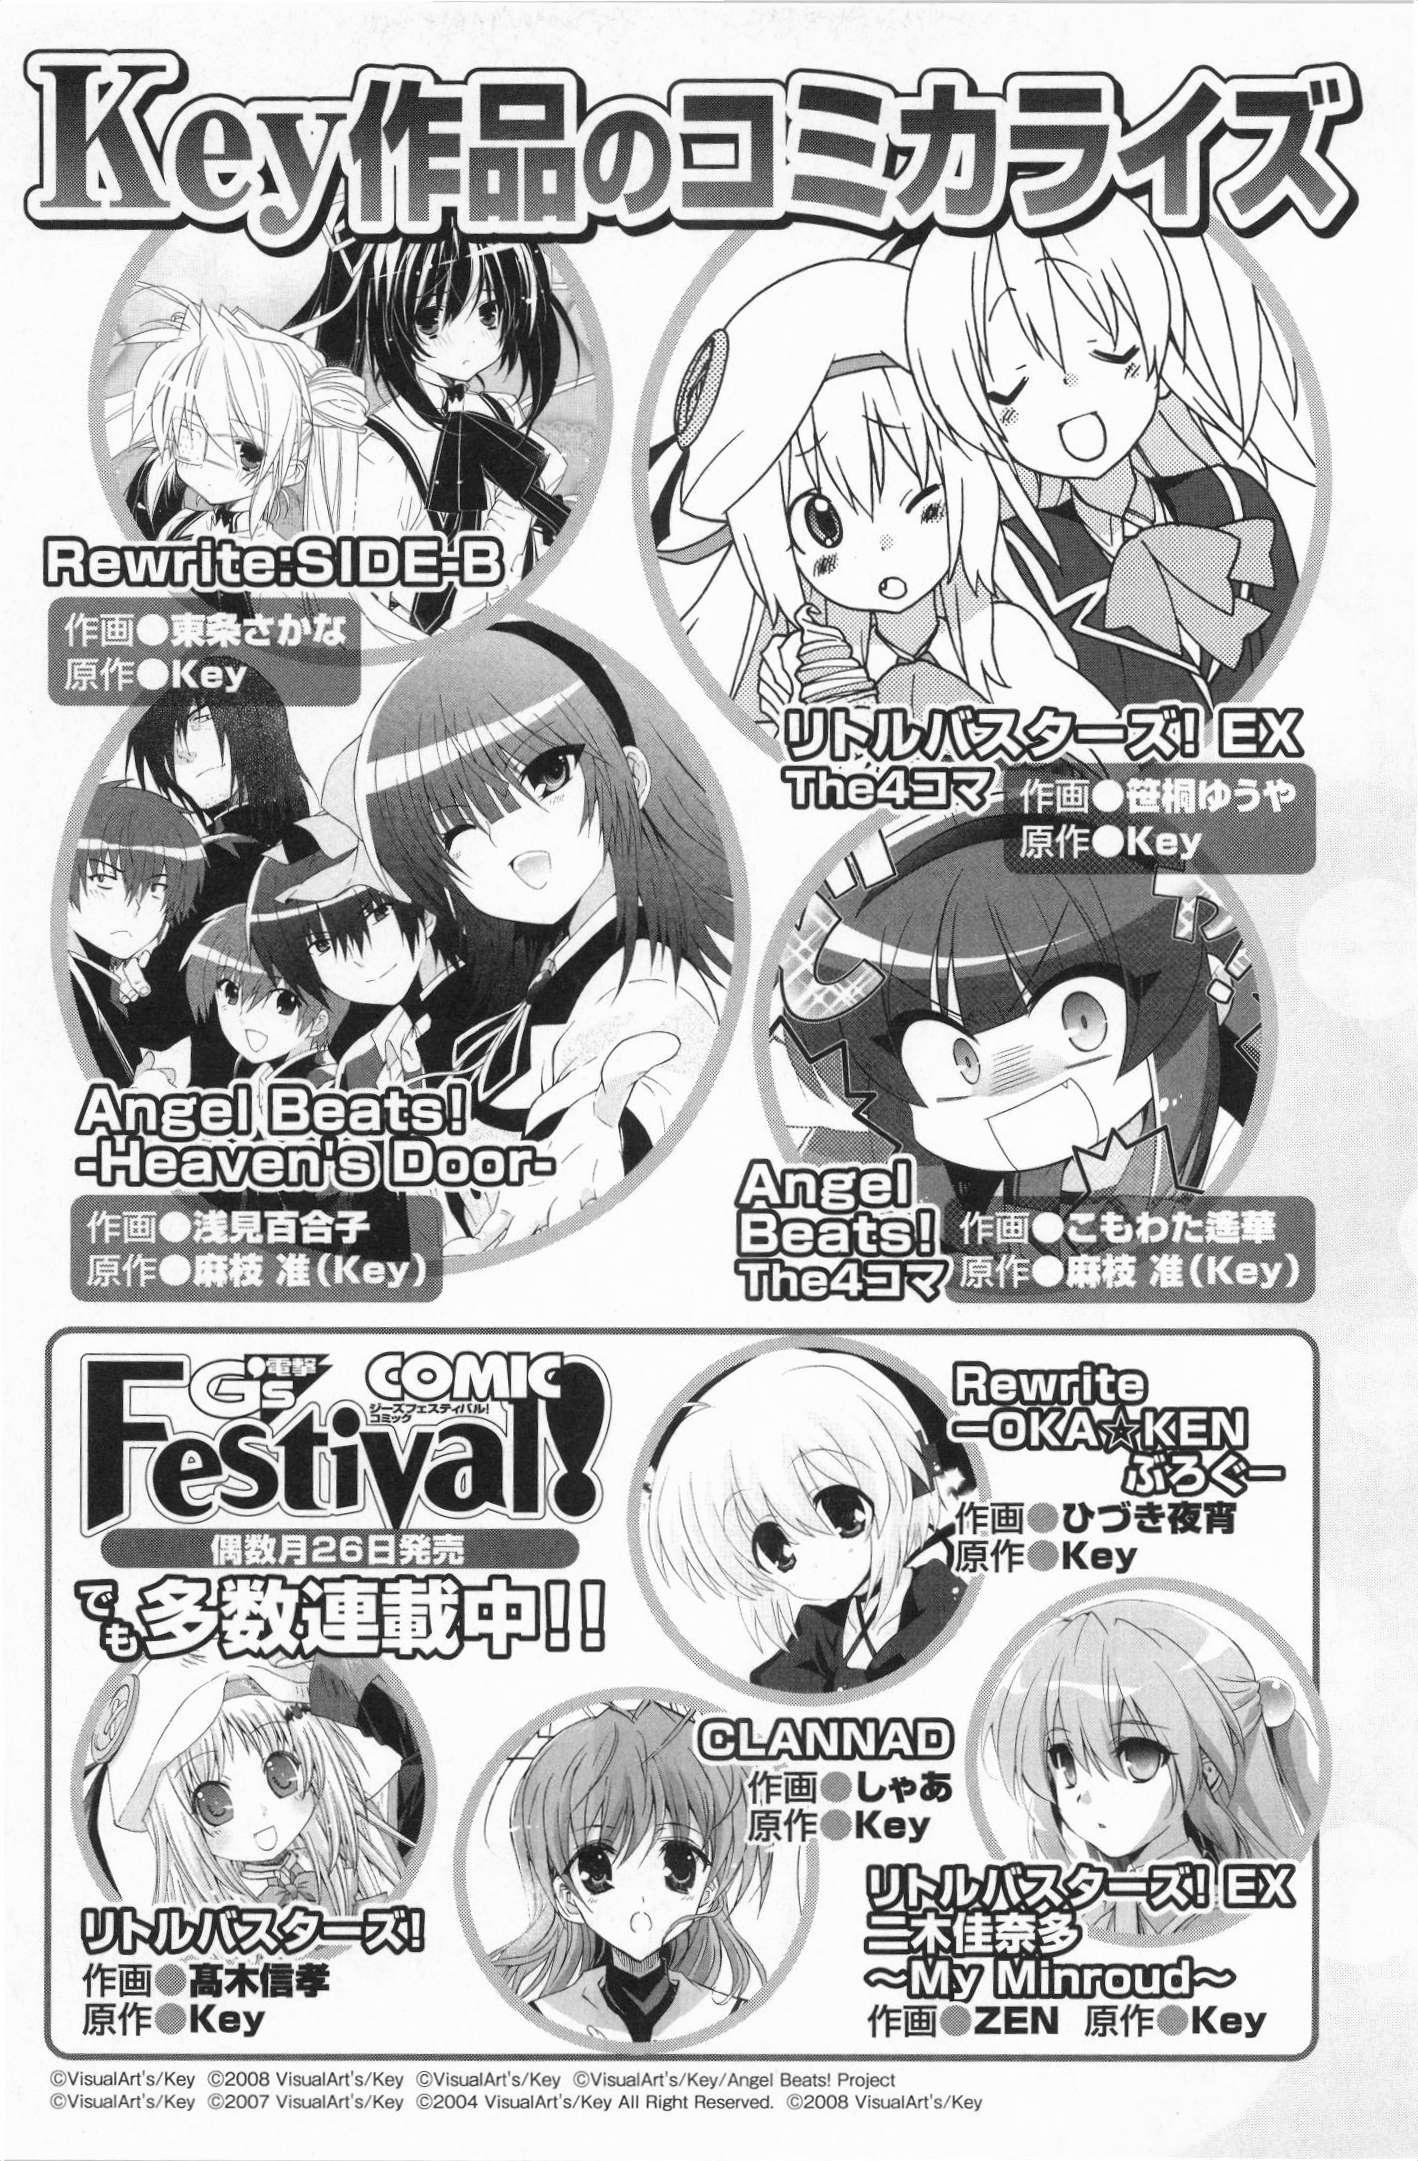 Key作品のコミカライズ
Rewrite:SIDE-B
作画●東条さかな
原作●Key
リトルバスターズ! EX
The4コマ
作画●笹桐ゆうや
原作●Key
Angel Beats!
-Heaven's Door-
作画●浅見百合子
原作●麻枝 准(Key)
Angel
Beats!
The4コマ
作画●こもわた遙華
原作●麻枝 准(Key)
電撃
G's
COMIC
Festival!
ジーズフェスティバル!
コミック
偶数月26日発売
でも多数連載中!!
Rewrite
ーOKA☆KEN
ぶろぐー
作画●ひづき夜宵
原作●Key
CLANNAD
作画●しゃあ
原作●Key
リトルバスターズ!
作画●髙木信孝
原作●Key
リトルバスターズ! EX
二木佳奈多
〜My Minroud〜
作画●ZEN 原作●Key
©VisualArt's/Key ©2008 VisualArt's/Key ©VisualArt's/Key ©VisualArt's/Key/Angel Beats! Project
©VisualArt's/Key ©2007 VisualArt's/Key ©2004 VisualArt's/Key All Right Reserved. ©2008 VisualArt's/Key